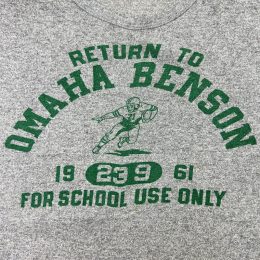 RETURN TO
OMAHA BENSON
19 239 61
FOR SCHOOL USE ONLY